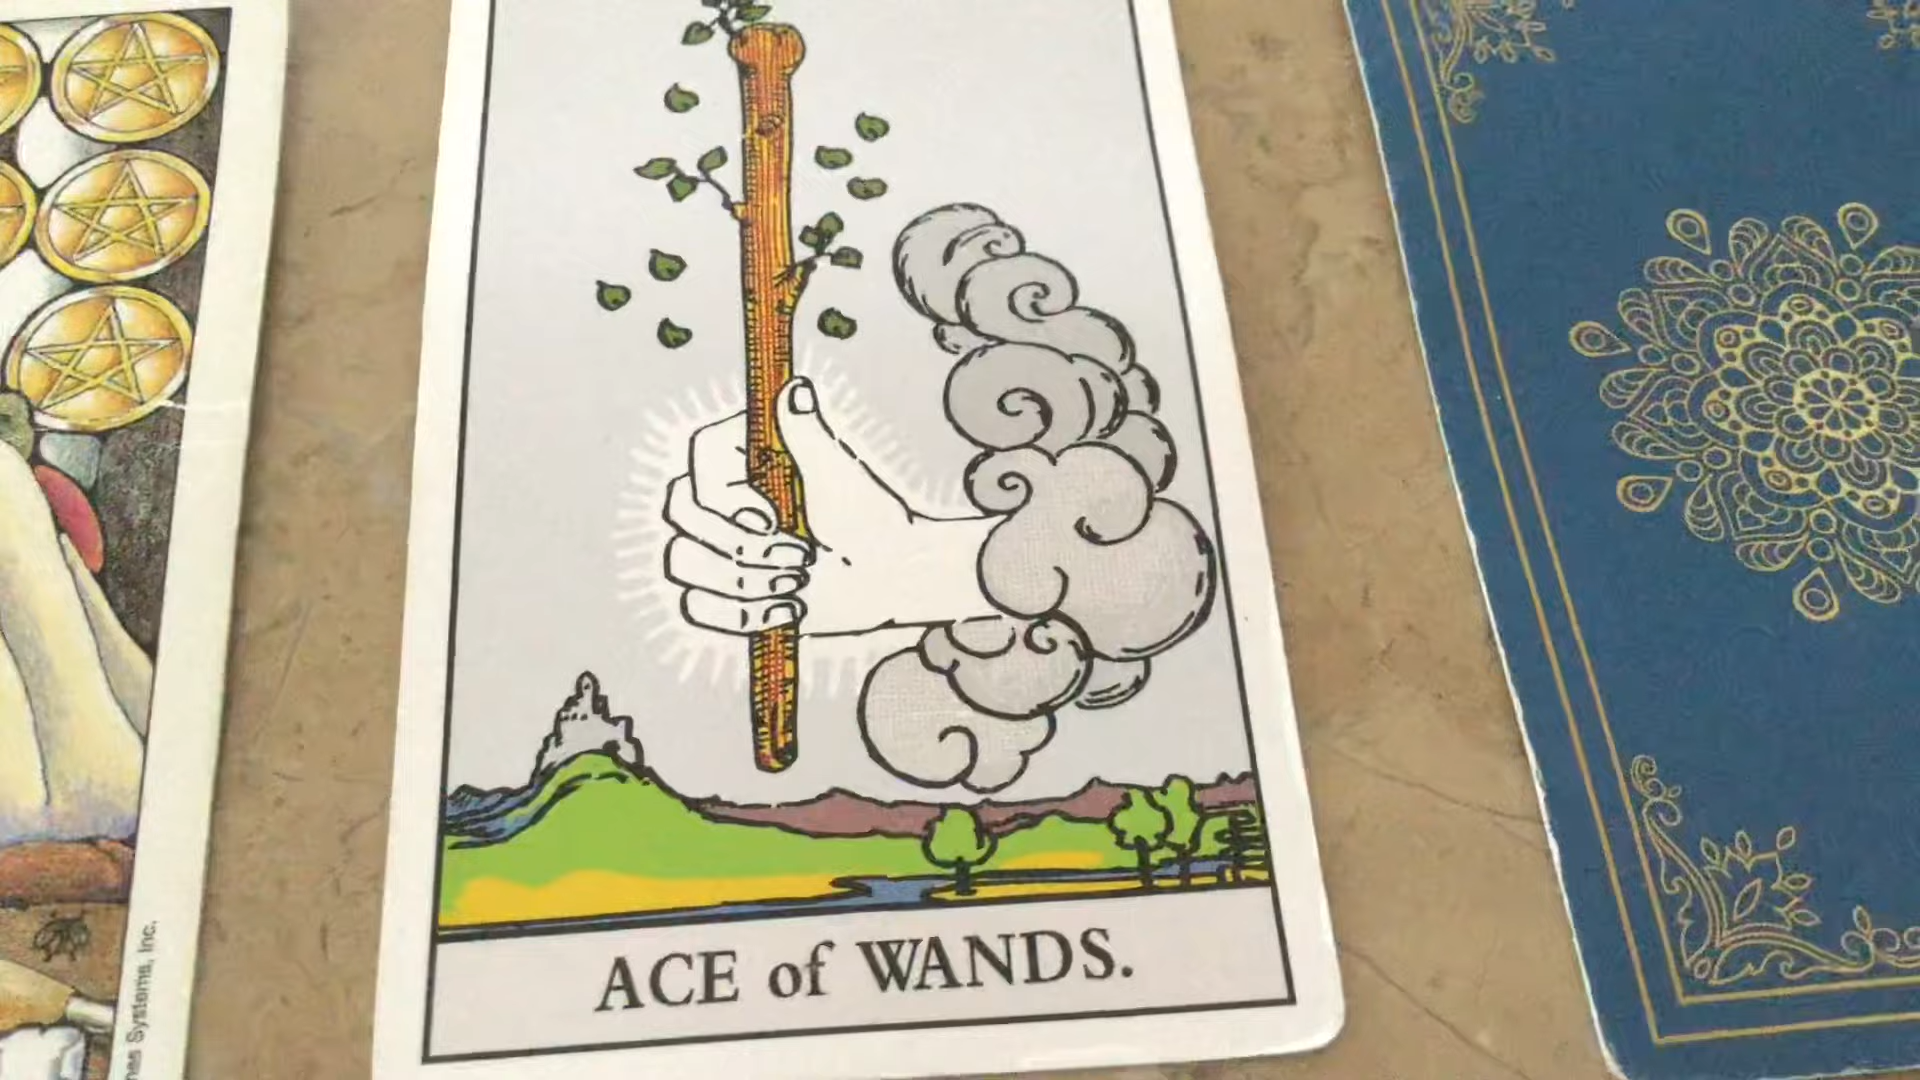 Systems, Inc.
ACE of WANDS.